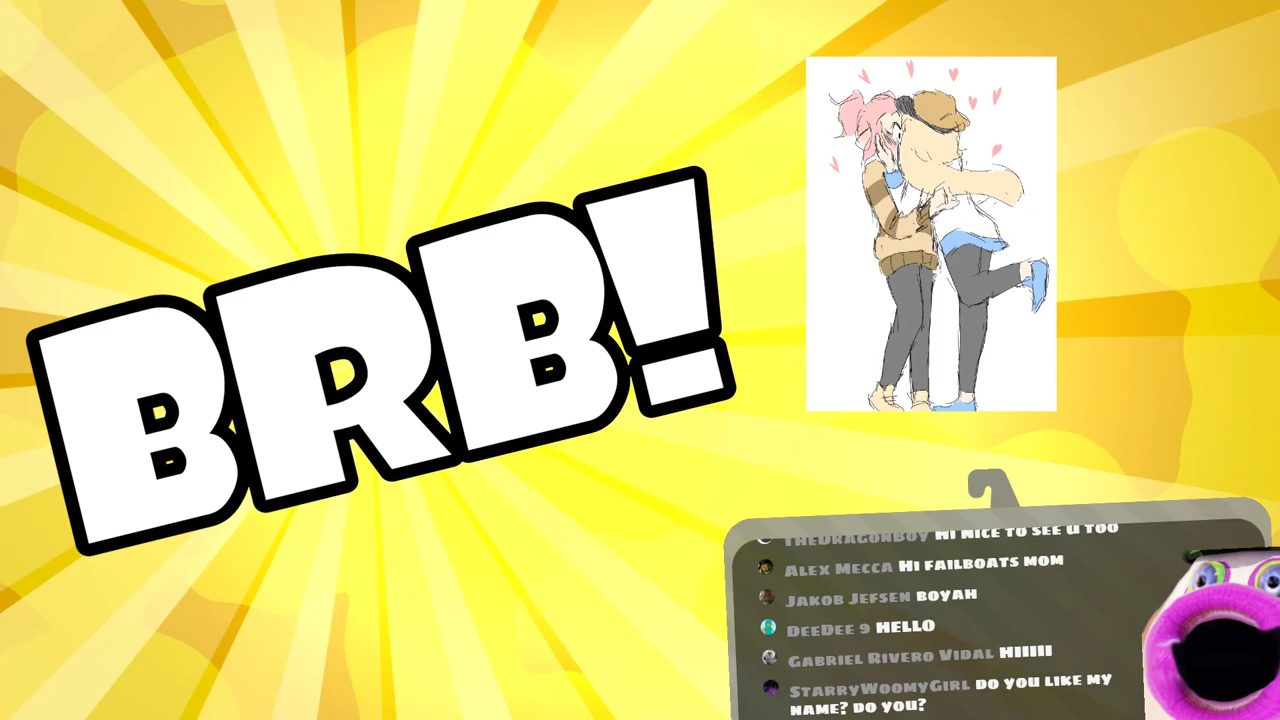 BRB!
THEDRAGONBOY HI NICE TO SEE U TOO
ALEX MECCA HI FAILBOATS MOM
JAKOB JEFSEN BOYAH
DEEDEE 9 HELLO
GABRIEL RIVERO VIDAL HIIIIII
STARRYWOOMYGIRL DO YOU LIKE MY
NAME? DO YOU?